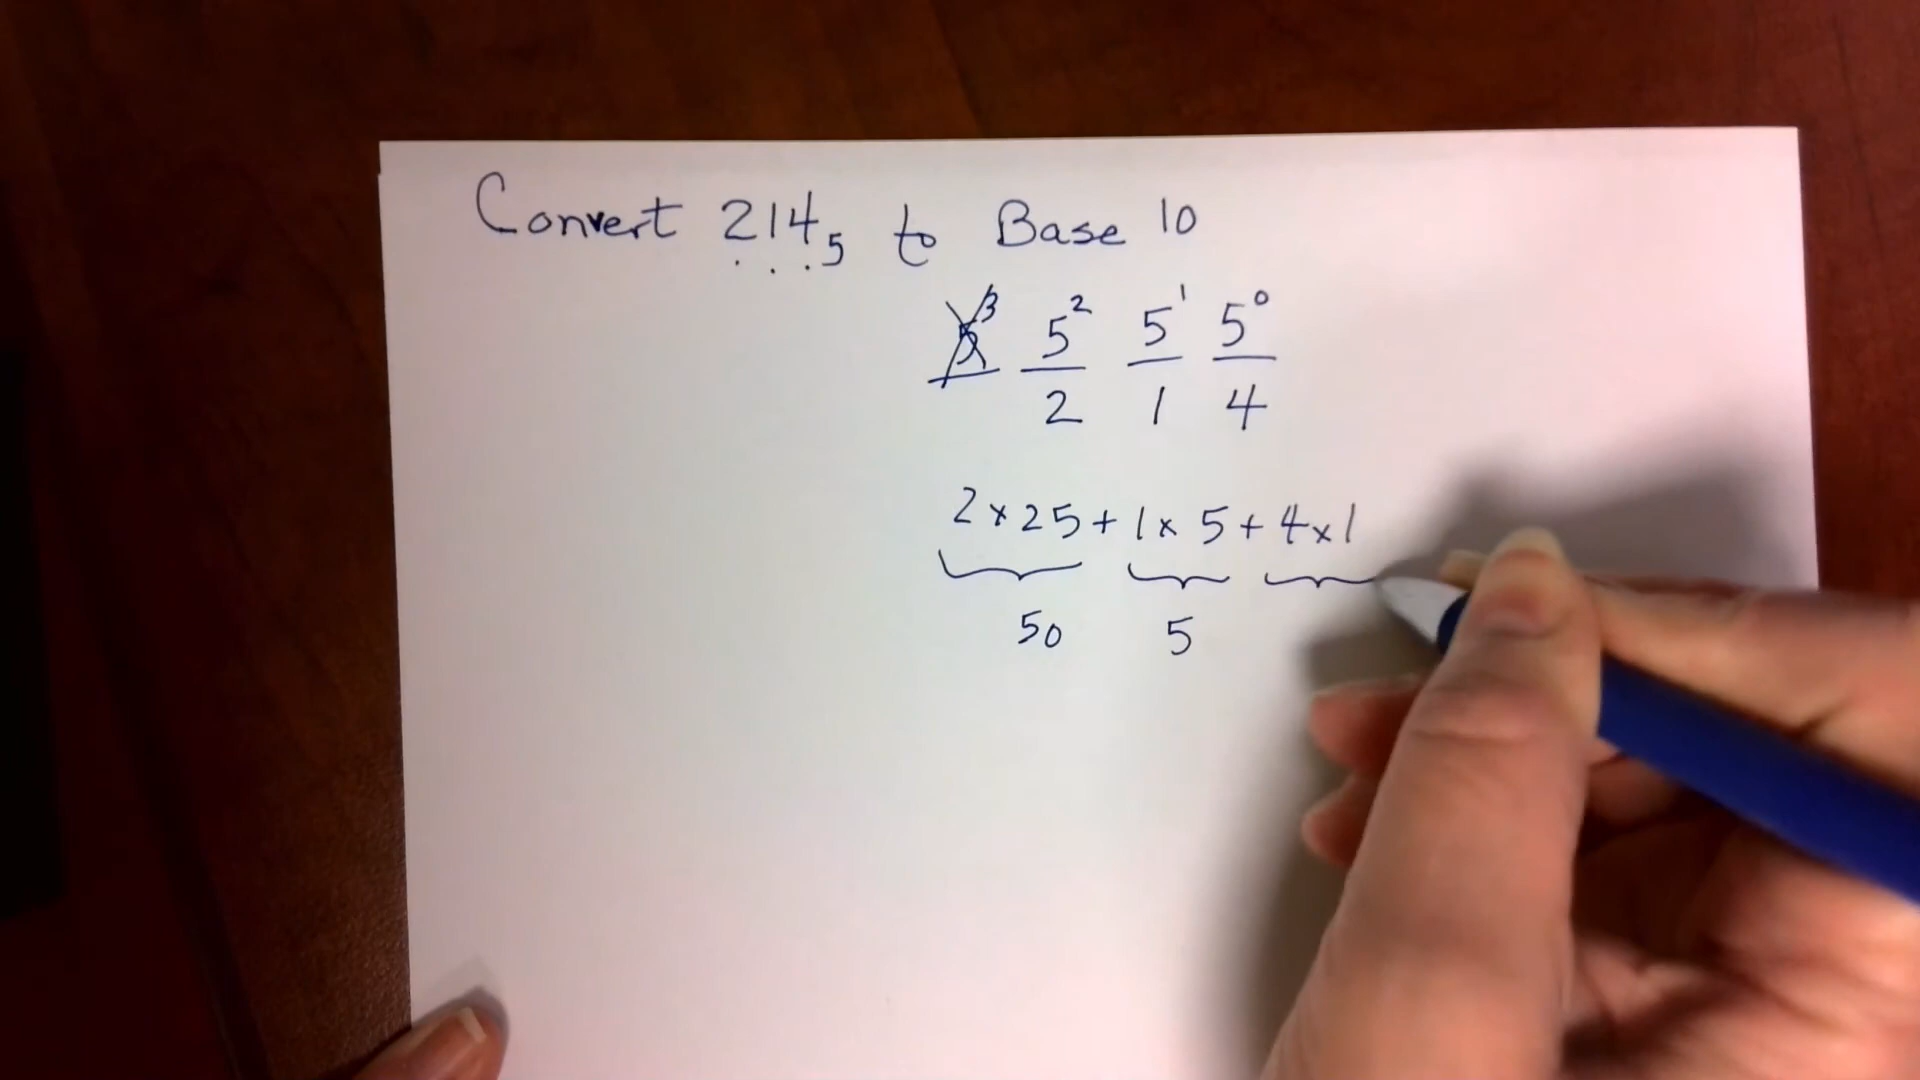 Convert 214₅ to Base 10
5³ 5² 5¹ 5⁰
2 1 4
2 × 25 + 1 × 5 + 4 × 1
50 5